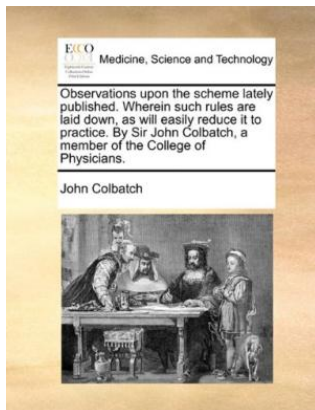 ECCO
Medicine, Science and Technology
Observations upon the scheme lately
published. Wherein such rules are
laid down, as will easily reduce it to
practice. By Sir John Colbatch, a
member of the College of
Physicians.
John Colbatch